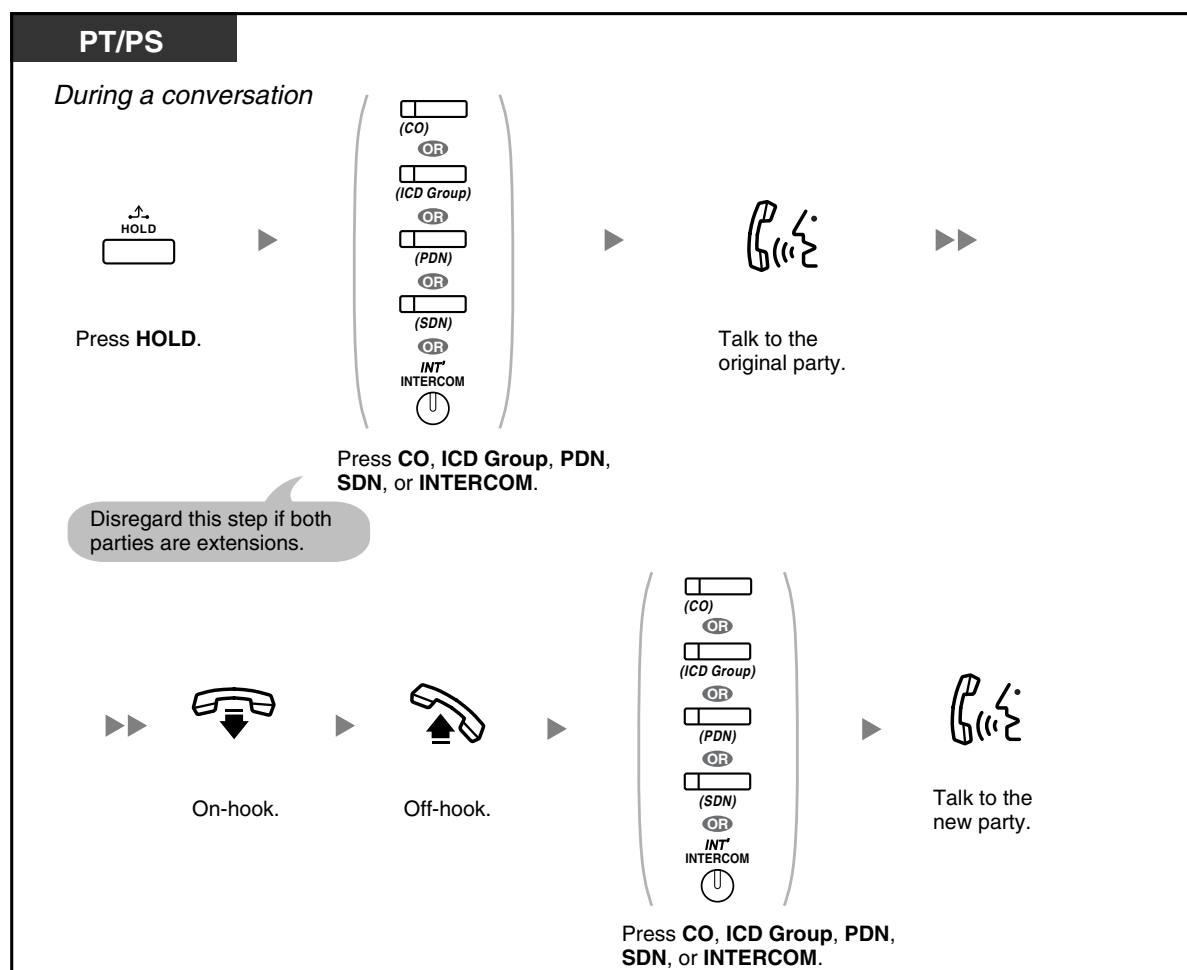 PT/PS
During a conversation
HOLD
Press HOLD.
(CO)
OR
(ICD Group)
OR
(PDN)
OR
(SDN)
OR
INT'
INTERCOM
Press CO, ICD Group, PDN,
SDN, or INTERCOM.
Disregard this step if both
parties are extensions.
Talk to the
original party.
On-hook.
Off-hook.
(CO)
OR
(ICD Group)
OR
(PDN)
OR
(SDN)
OR
INT'
INTERCOM
Press CO, ICD Group, PDN,
SDN, or INTERCOM.
Talk to the
new party.